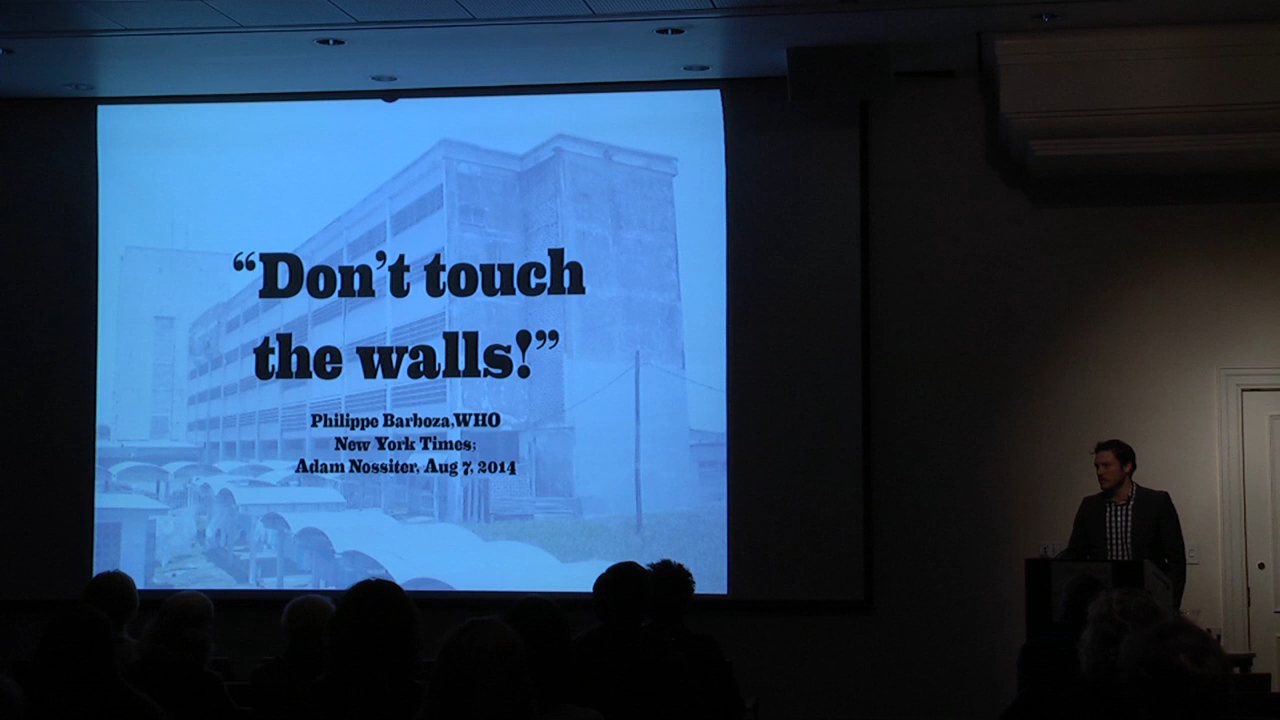 “Don’t touch
the walls!”
Philippe Barboza,WHO
New York Times;
Adam Nossiter, Aug 7, 2014